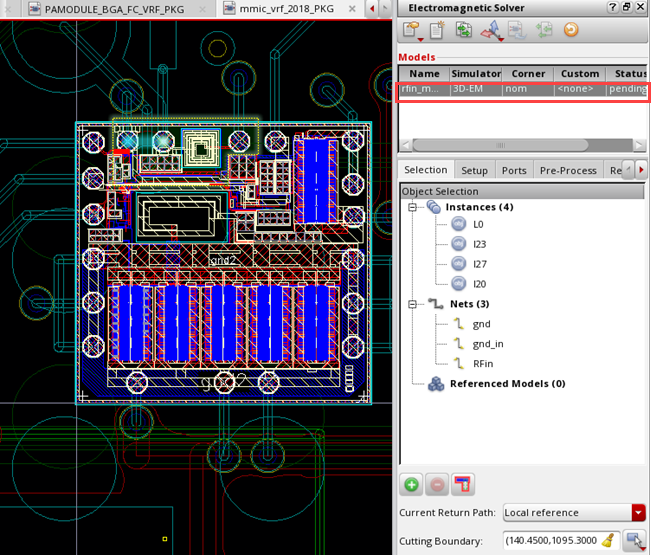 PAMODULE_BGA_FC_VRF_PKG
mmic_vrf_2018_PKG
Electromagnetic Solver
Models
Name Simulator Corner Custom Status
rfin_m... 3D-EM nom <none> pending
Selection Setup Ports Pre-Process Re
Object Selection
Instances (4)
L0
I23
I27
I20
Nets (3)
gnd
gnd_in
RFin
Referenced Models (0)
Current Return Path: Local reference
Cutting Boundary: (140.4500,1095.3000
gnd2